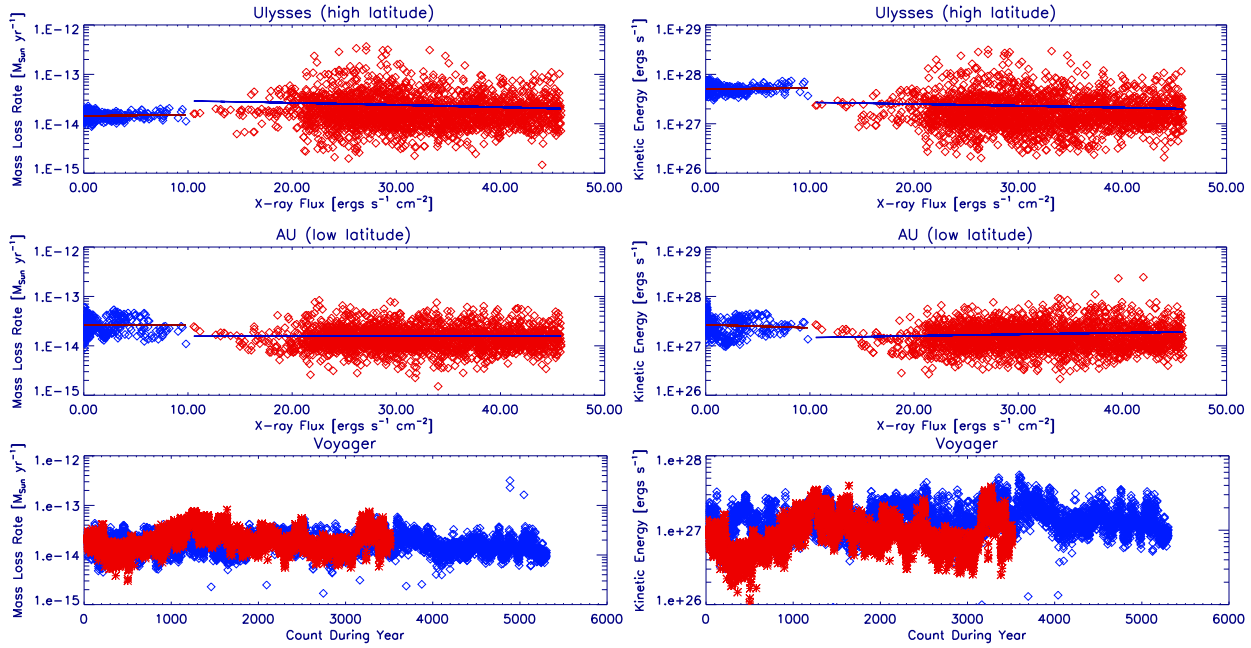 Ulysses (high latitude)
Mass Loss Rate [M_Sun yr⁻¹]
1.E−12
1.E−13
1.E−14
1.E−15
0.00 10.00 20.00 30.00 40.00 50.00
X−ray Flux [ergs s⁻¹ cm⁻²]
Ulysses (high latitude)
Kinetic Energy [ergs s⁻¹]
1.E+29
1.E+28
1.E+27
1.E+26
0.00 10.00 20.00 30.00 40.00 50.00
X−ray Flux [ergs s⁻¹ cm⁻²]
AU (low latitude)
Mass Loss Rate [M_Sun yr⁻¹]
1.E−12
1.E−13
1.E−14
1.E−15
0.00 10.00 20.00 30.00 40.00 50.00
X−ray Flux [ergs s⁻¹ cm⁻²]
AU (low latitude)
Kinetic Energy [ergs s⁻¹]
1.E+29
1.E+28
1.E+27
1.E+26
0.00 10.00 20.00 30.00 40.00 50.00
X−ray Flux [ergs s⁻¹ cm⁻²]
Voyager
Mass Loss Rate [M_Sun yr⁻¹]
1.e−12
1.e−13
1.e−14
1.e−15
0 1000 2000 3000 4000 5000 6000
Count During Year
Voyager
Kinetic Energy [ergs s⁻¹]
1.e+28
1.e+27
1.e+26
0 1000 2000 3000 4000 5000 6000
Count During Year